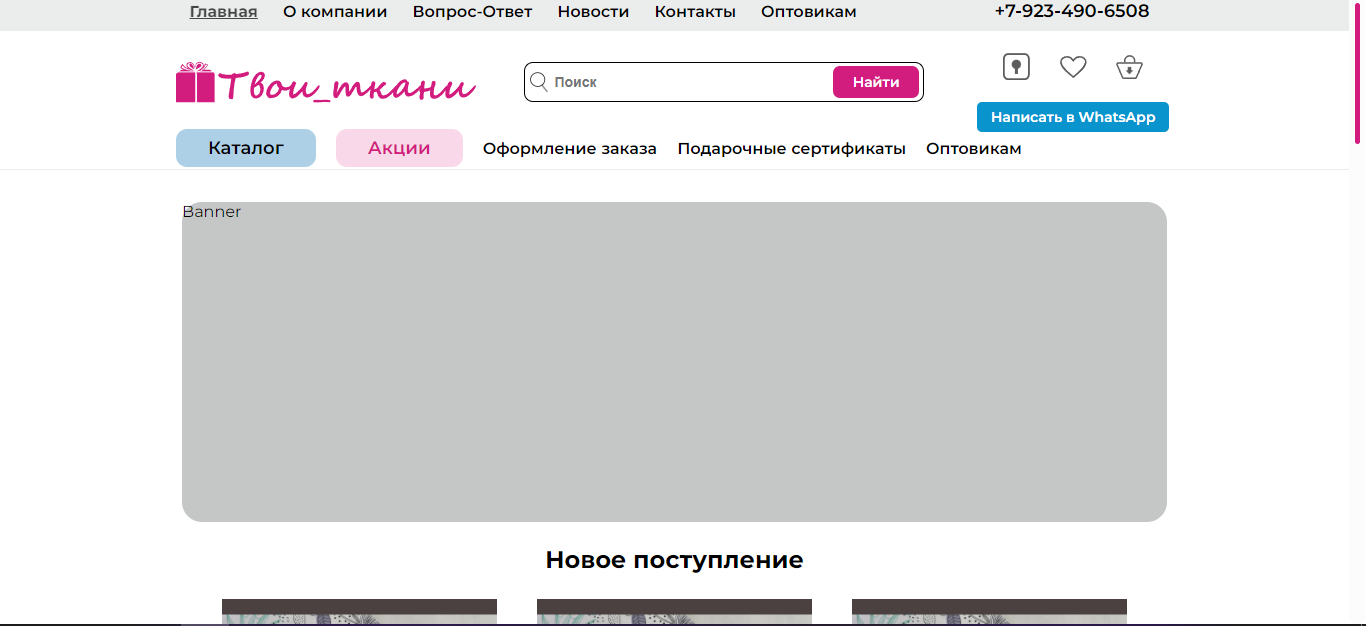 Главная О компании Вопрос-Ответ Новости Контакты Оптовикам +7-923-490-6508
Твои_ткани Поиск Найти
Написать в WhatsApp
Каталог Акции Оформление заказа Подарочные сертификаты Оптовикам
Banner
Новое поступление